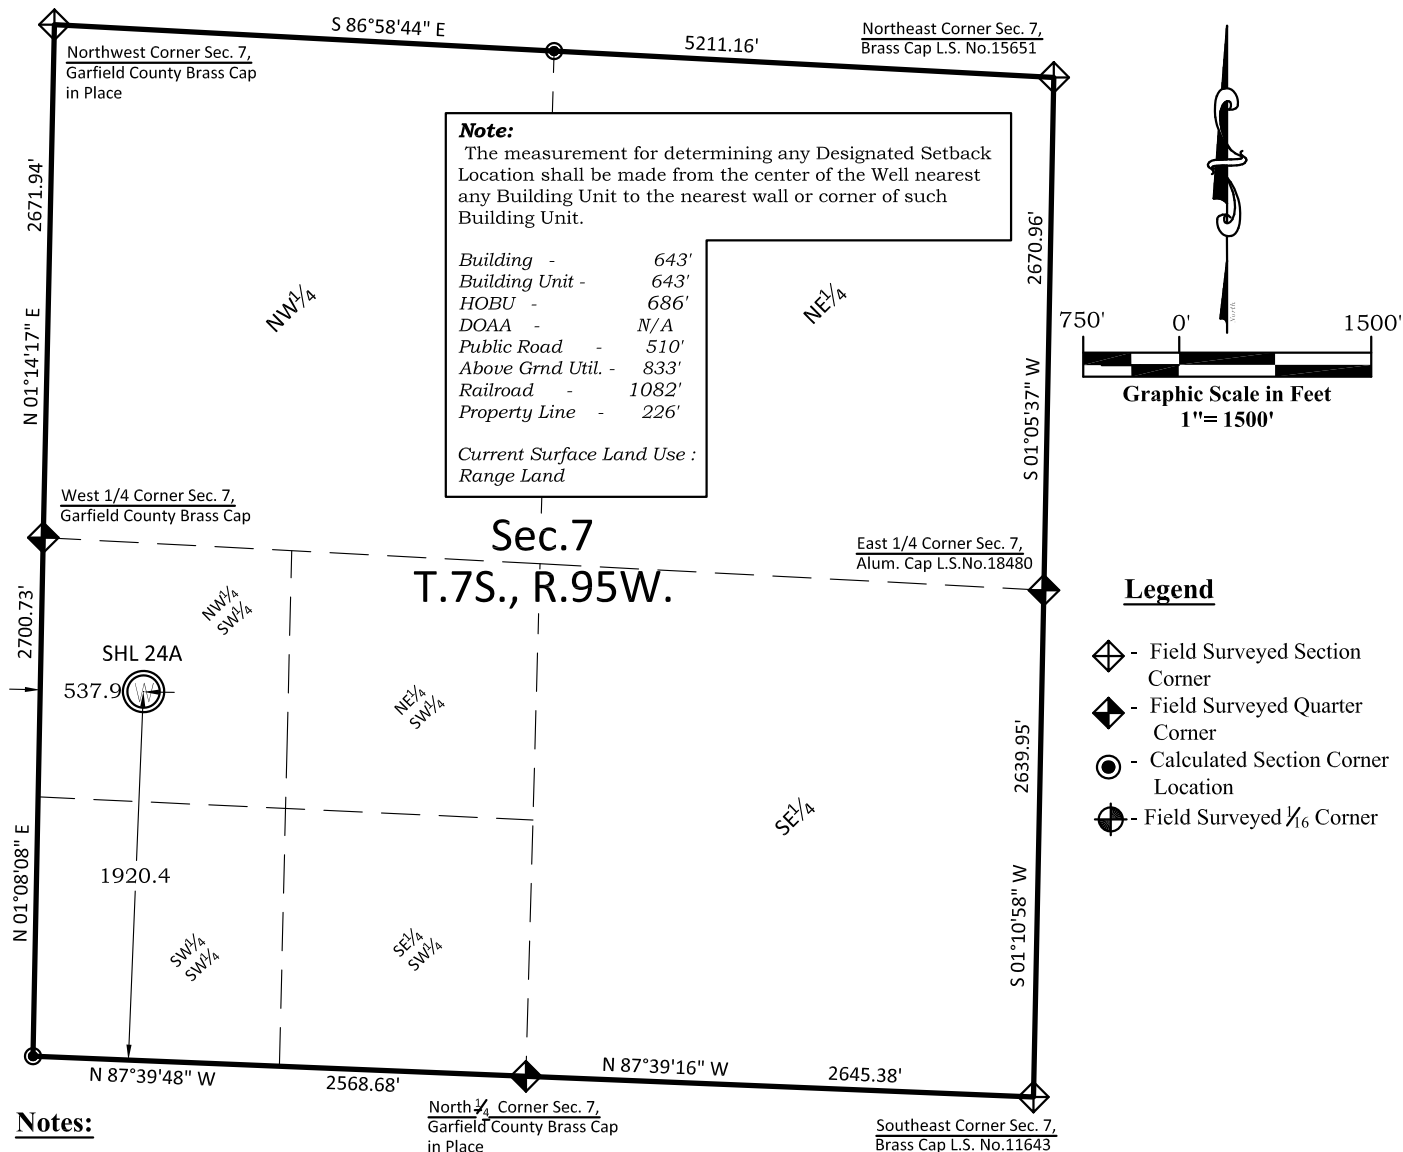 S 86°58'44" E
5211.16'
Northwest Corner Sec. 7,
Garfield County Brass Cap
in Place
Northeast Corner Sec. 7,
Brass Cap L.S. No.15651
Note:
The measurement for determining any Designated Setback
Location shall be made from the center of the Well nearest
any Building Unit to the nearest wall or corner of such
Building Unit.
Building - 643'
Building Unit - 643'
HOBU - 686'
DOAA - N/A
Public Road - 510'
Above Grnd Util. - 833'
Railroad - 1082'
Property Line - 226'
Current Surface Land Use :
Range Land
2671.94'
N 01°14'17" E
NW1/4
NE1/4
2670.96'
S 01°05'37" W
North
750' 0' 1500'
Graphic Scale in Feet
1"= 1500'
West 1/4 Corner Sec. 7,
Garfield County Brass Cap
Sec.7
T.7S., R.95W.
East 1/4 Corner Sec. 7,
Alum. Cap L.S.No.18480
2700.73'
N 01°08'08" E
NW1/4
SW1/4
SHL 24A
537.9
W
NE1/4
SW1/4
1920.4
SW1/4
SW1/4
SE1/4
SW1/4
SE1/4
2639.95'
S 01°10'58" W
Legend
- Field Surveyed Section
Corner
- Field Surveyed Quarter
Corner
- Calculated Section Corner
Location
- Field Surveyed 1/16 Corner
N 87°39'48" W
2568.68'
N 87°39'16" W
2645.38'
North 1/4 Corner Sec. 7,
Garfield County Brass Cap
in Place
Southeast Corner Sec. 7,
Brass Cap L.S. No.11643
Notes: